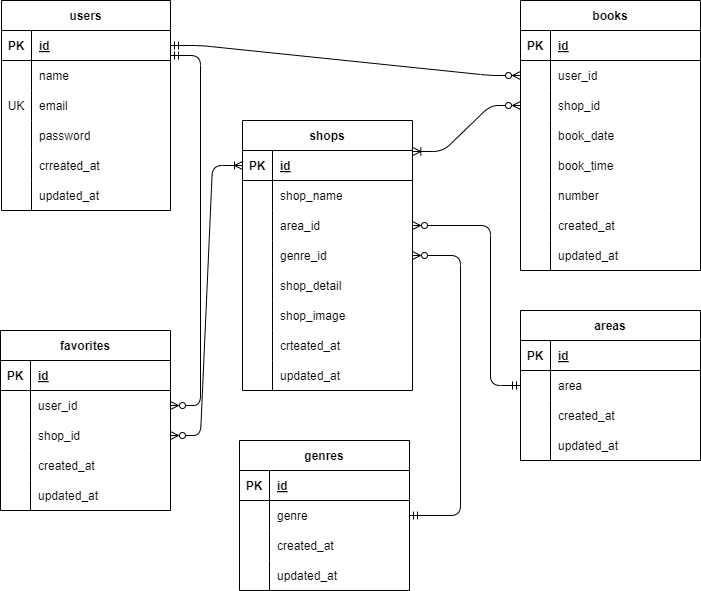 users
PK id
name
UK email
password
crreated_at
updated_at
books
PK id
user_id
shop_id
book_date
book_time
number
created_at
updated_at
shops
PK id
shop_name
area_id
genre_id
shop_detail
shop_image
crteated_at
updated_at
favorites
PK id
user_id
shop_id
created_at
updated_at
areas
PK id
area
created_at
updated_at
genres
PK id
genre
created_at
updated_at